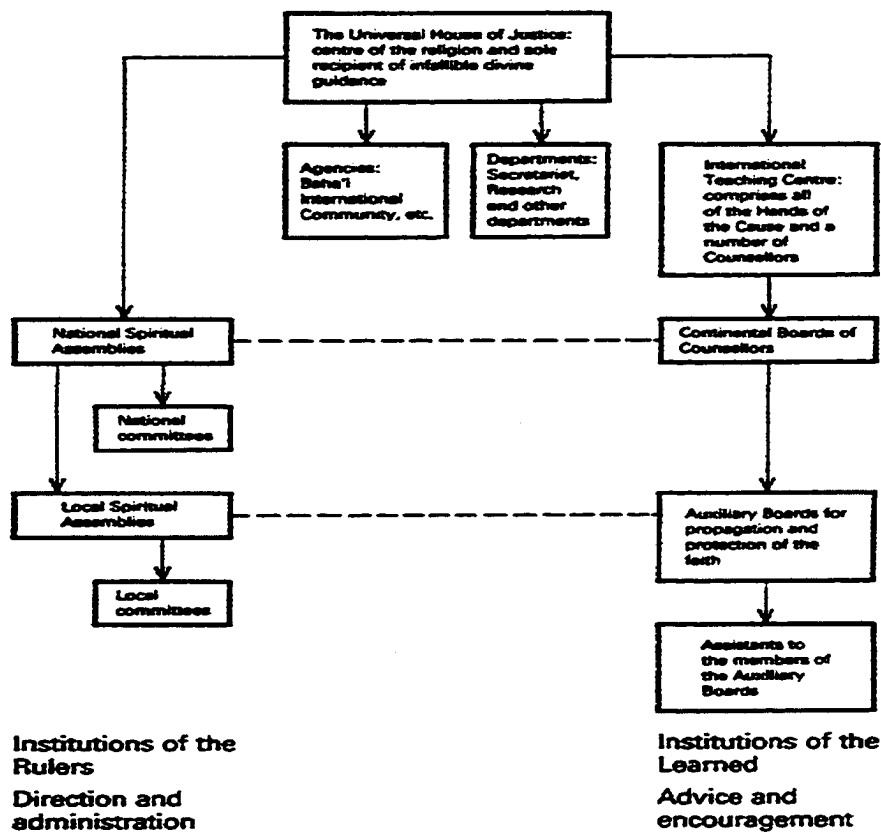 The Universal House of Justice:
centre of the religion and sole
recipient of infallible divine
guidance
Agencies:
Baha'i
International
Community, etc.
Departments:
Secretariat,
Research
and other
departments
International
Teaching Centre:
comprises all
of the Hands of
the Cause and a
number of
Counsellors
National Spiritual
Assemblies
Continental Boards of
Counsellors
National
committees
Local Spiritual
Assemblies
Auxiliary Boards for
propagation and
protection of the
faith
Local
committees
Assistants to
the members of
the Auxiliary
Boards
Institutions of the
Rulers
Direction and
administration
Institutions of the
Learned
Advice and
encouragement